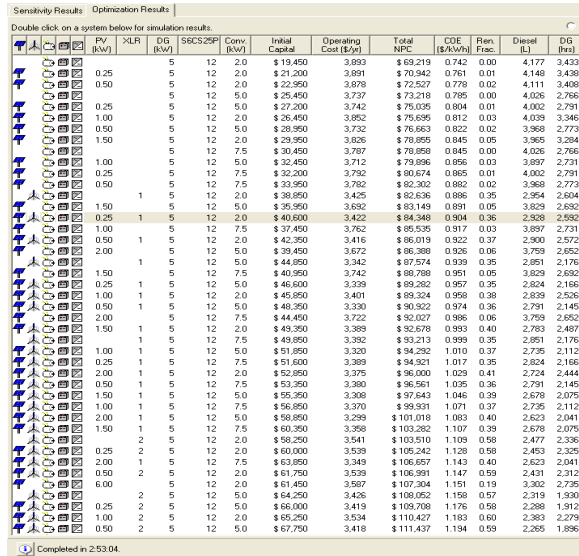 Sensitivity Results Optimization Results
Double click on a system below for simulation results.
PV (kW) XLR DG (kW) S6CS25P Conv. (kW) Initial Capital Operating Cost ($/yr) Total NPC COE ($/kWh) Ren. Frac. Diesel (L) DG (hrs)
5 12 2.0 $ 19,450 3,893 $ 69,219 0.742 0.00 4,177 3,433
0.25 5 12 2.0 $ 21,200 3,891 $ 70,942 0.761 0.01 4,148 3,438
0.50 5 12 2.0 $ 22,950 3,878 $ 72,527 0.778 0.02 4,111 3,408
5 12 5.0 $ 25,450 3,737 $ 73,218 0.785 0.00 4,026 2,766
0.25 5 12 5.0 $ 27,200 3,742 $ 75,035 0.804 0.01 4,002 2,791
1.00 5 12 2.0 $ 26,450 3,852 $ 75,695 0.812 0.03 4,039 3,346
0.50 5 12 5.0 $ 28,950 3,732 $ 76,663 0.822 0.02 3,968 2,773
1.50 5 12 2.0 $ 29,950 3,826 $ 78,855 0.845 0.05 3,965 3,284
5 12 7.5 $ 30,450 3,787 $ 78,868 0.845 0.00 4,026 2,766
1.00 5 12 5.0 $ 32,450 3,712 $ 79,896 0.856 0.03 3,897 2,731
0.25 5 12 7.5 $ 32,200 3,792 $ 80,674 0.865 0.01 4,002 2,791
0.50 5 12 7.5 $ 33,950 3,782 $ 82,302 0.882 0.02 3,968 2,773
1 5 12 2.0 $ 38,850 3,425 $ 82,636 0.886 0.35 2,954 2,604
1.50 5 12 5.0 $ 35,950 3,692 $ 83,149 0.891 0.05 3,829 2,692
0.25 1 5 12 2.0 $ 40,600 3,422 $ 84,348 0.904 0.36 2,928 2,592
1.00 5 12 7.5 $ 37,450 3,762 $ 85,535 0.917 0.03 3,897 2,731
0.50 1 5 12 2.0 $ 42,350 3,416 $ 86,019 0.922 0.37 2,900 2,572
2.00 5 12 5.0 $ 39,450 3,672 $ 86,388 0.926 0.06 3,759 2,652
1 5 12 5.0 $ 44,850 3,342 $ 87,574 0.939 0.35 2,851 2,176
1.50 5 12 7.5 $ 40,950 3,742 $ 88,788 0.951 0.05 3,829 2,692
0.25 1 5 12 5.0 $ 46,600 3,339 $ 89,282 0.957 0.35 2,824 2,166
1.00 1 5 12 2.0 $ 45,850 3,401 $ 89,324 0.958 0.38 2,839 2,526
0.50 1 5 12 5.0 $ 48,350 3,330 $ 90,922 0.974 0.36 2,791 2,145
2.00 5 12 7.5 $ 44,450 3,722 $ 92,027 0.986 0.06 3,759 2,652
1.50 1 5 12 2.0 $ 49,350 3,389 $ 92,678 0.993 0.40 2,783 2,487
1 5 12 7.5 $ 49,850 3,392 $ 93,213 0.999 0.35 2,851 2,176
1.00 1 5 12 5.0 $ 51,850 3,320 $ 94,292 1.010 0.37 2,735 2,112
0.25 1 5 12 7.5 $ 51,600 3,389 $ 94,921 1.017 0.35 2,824 2,166
2.00 1 5 12 2.0 $ 52,850 3,375 $ 96,000 1.029 0.41 2,724 2,444
0.50 1 5 12 7.5 $ 53,350 3,380 $ 96,561 1.035 0.36 2,791 2,145
1.50 1 5 12 5.0 $ 55,350 3,308 $ 97,643 1.046 0.39 2,678 2,075
1.00 1 5 12 7.5 $ 56,850 3,370 $ 99,931 1.071 0.37 2,735 2,112
2.00 1 5 12 5.0 $ 58,850 3,299 $ 101,018 1.083 0.40 2,623 2,041
1.50 1 5 12 7.5 $ 60,350 3,358 $ 103,282 1.107 0.39 2,678 2,075
2 5 12 2.0 $ 58,250 3,541 $ 103,510 1.109 0.58 2,477 2,336
0.25 2 5 12 2.0 $ 60,000 3,539 $ 105,242 1.128 0.58 2,453 2,325
2.00 1 5 12 7.5 $ 63,850 3,349 $ 106,657 1.143 0.40 2,623 2,041
0.50 2 5 12 2.0 $ 61,750 3,539 $ 106,991 1.147 0.59 2,431 2,312
6.00 5 12 2.0 $ 61,450 3,587 $ 107,304 1.151 0.19 3,302 2,735
2 5 12 5.0 $ 64,250 3,426 $ 108,052 1.158 0.57 2,319 1,930
0.25 2 5 12 5.0 $ 66,000 3,419 $ 109,708 1.176 0.58 2,288 1,912
1.00 2 5 12 2.0 $ 65,250 3,534 $ 110,427 1.183 0.60 2,383 2,279
0.50 2 5 12 5.0 $ 67,750 3,418 $ 111,437 1.194 0.59 2,265 1,896
Completed in 2:53:04.